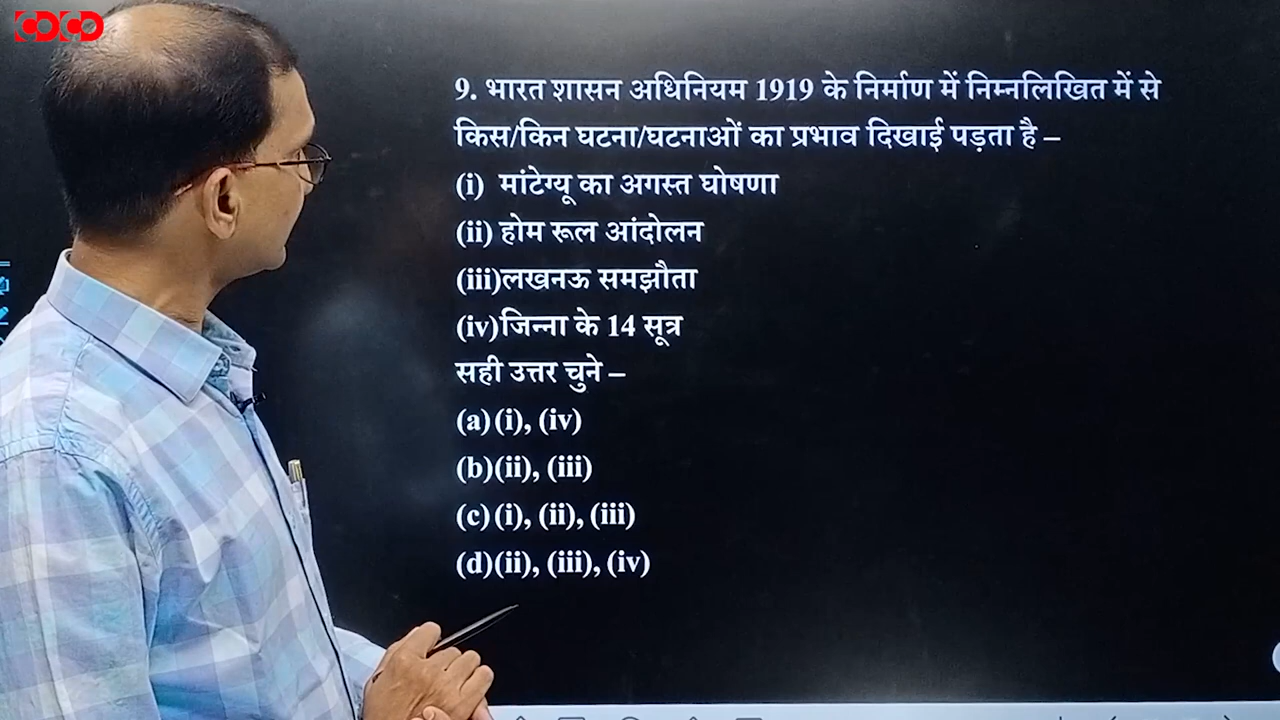 COCO
9. भारत शासन अधिनियम 1919 के निर्माण में निम्नलिखित में से
किस/किन घटना/घटनाओं का प्रभाव दिखाई पड़ता है –
(i) मांटेग्यू का अगस्त घोषणा
(ii) होम रूल आंदोलन
(iii)लखनऊ समझौता
(iv)जिन्ना के 14 सूत्र
सही उत्तर चुने –
(a)(i), (iv)
(b)(ii), (iii)
(c)(i), (ii), (iii)
(d)(ii), (iii), (iv)